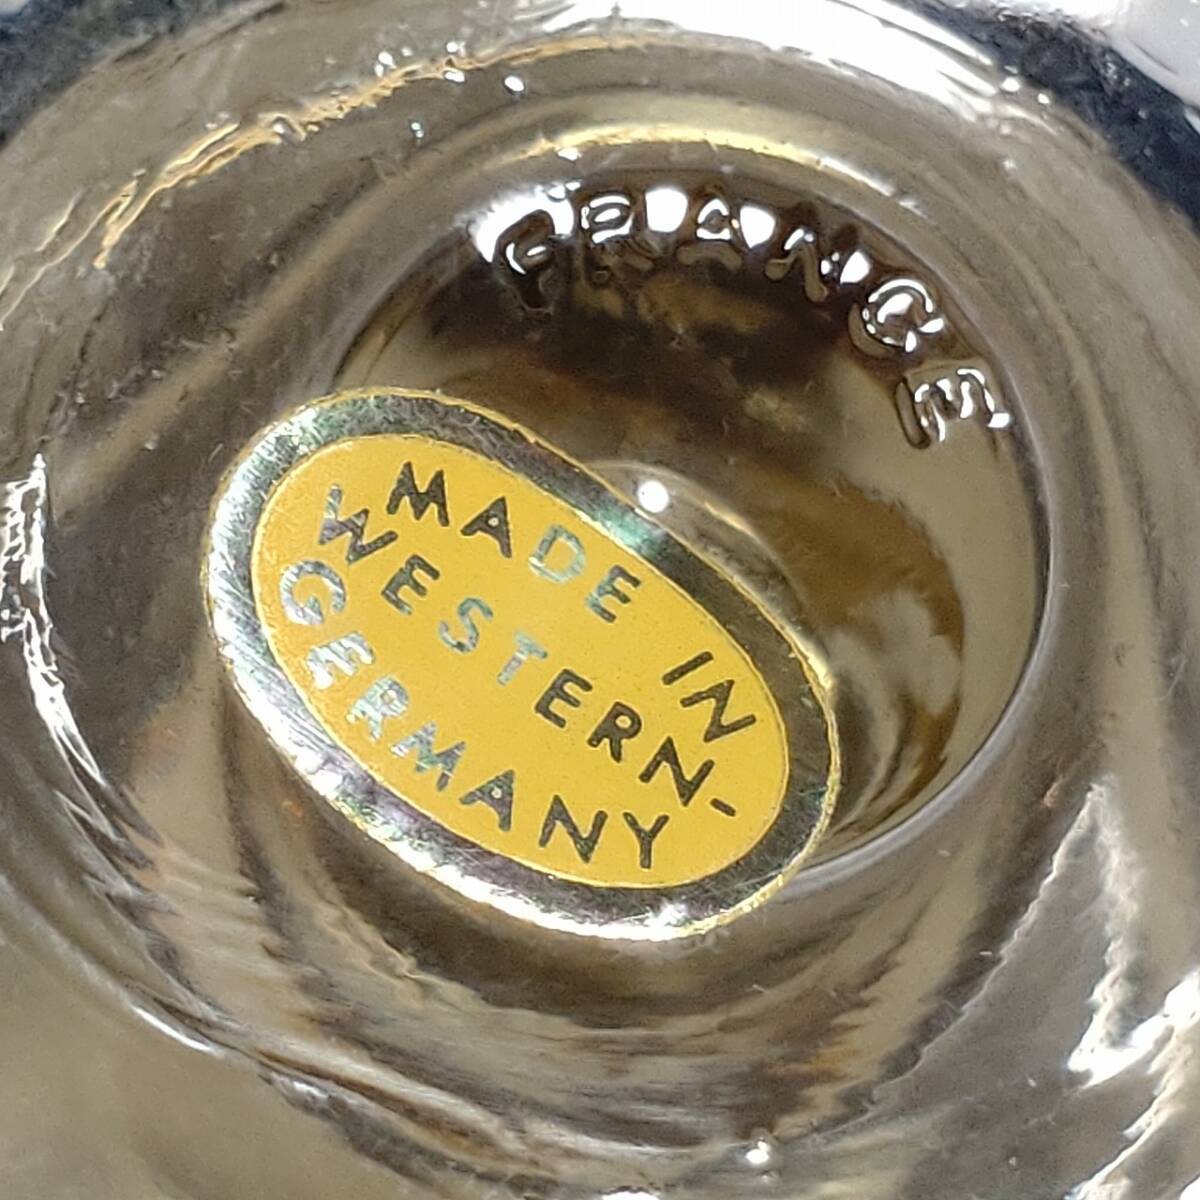 FRANCE
MADE IN
WESTERN-
GERMANY